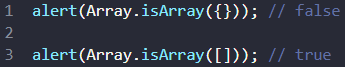 1 alert(Array.isArray({})); // false
2
3 alert(Array.isArray([])); // true